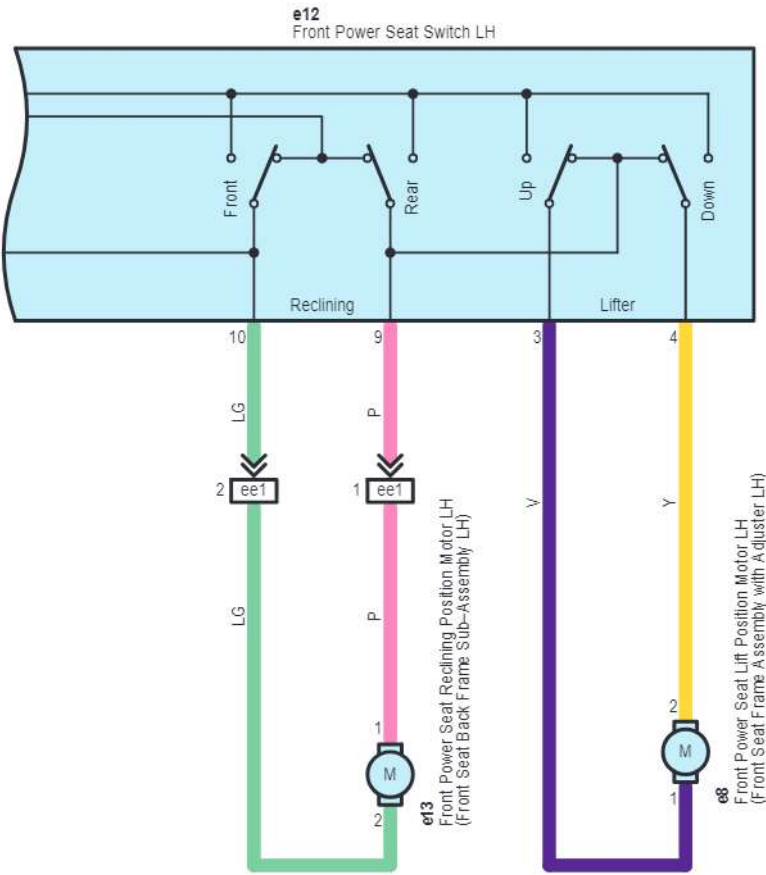 e12
Front Power Seat Switch LH
Front
Rear
Up
Down
Reclining
Lifter
10
9
3
4
LG
P
2
ee1
1
ee1
V
Y
LG
P
Front Power Seat Reclining Position Motor LH
(Front Seat Back Frame Sub–Assembly LH)
Front Power Seat Lift Position Motor LH
(Front Seat Frame Assembly with Adjuster LH)
1
M
2
e13
2
M
1
e8